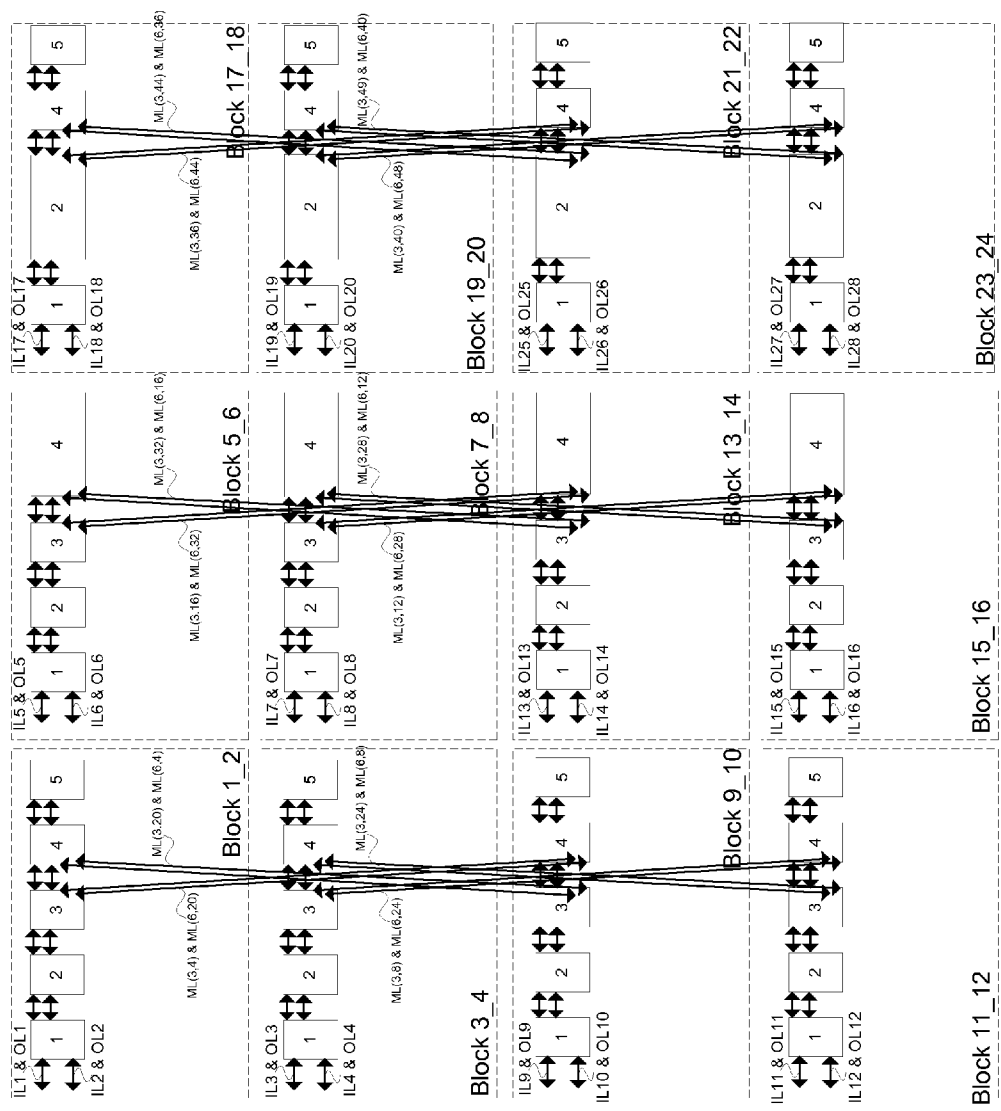 IL1 & OL1
1
2
3
4
5
IL2 & OL2
ML(3,4) & ML(6,20)
ML(3,20) & ML(6,4)
Block 1_2
IL5 & OL5
1
2
3
4
IL6 & OL6
ML(3,16) & ML(6,32)
ML(3,32) & ML(6,16)
Block 5_6
IL17 & OL17
1
2
4
5
IL18 & OL18
ML(3,36) & ML(6,44)
ML(3,44) & ML(6,36)
Block 17_18
IL3 & OL3
1
2
3
4
5
IL4 & OL4
ML(3,8) & ML(6,24)
ML(3,24) & ML(6,8)
Block 3_4
IL7 & OL7
1
2
3
4
IL8 & OL8
ML(3,12) & ML(6,28)
ML(3,28) & ML(6,12)
Block 7_8
IL19 & OL19
1
2
4
5
IL20 & OL20
ML(3,40) & ML(6,48)
ML(3,49) & ML(6,40)
Block 19_20
IL9 & OL9
1
2
3
4
5
IL10 & OL10
Block 9_10
IL13 & OL13
1
2
3
4
IL14 & OL14
Block 13_14
IL25 & OL25
1
2
4
5
IL26 & OL26
Block 21_22
IL11 & OL11
1
2
3
4
5
IL12 & OL12
Block 11_12
IL15 & OL15
1
2
3
4
IL16 & OL16
Block 15_16
IL27 & OL27
1
2
4
5
IL28 & OL28
Block 23_24